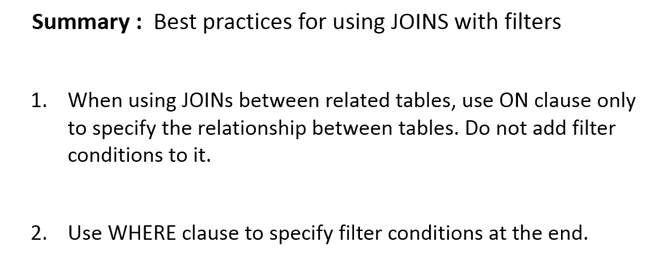 Summary : Best practices for using JOINS with filters
1. When using JOINs between related tables, use ON clause only
to specify the relationship between tables. Do not add filter
conditions to it.
2. Use WHERE clause to specify filter conditions at the end.